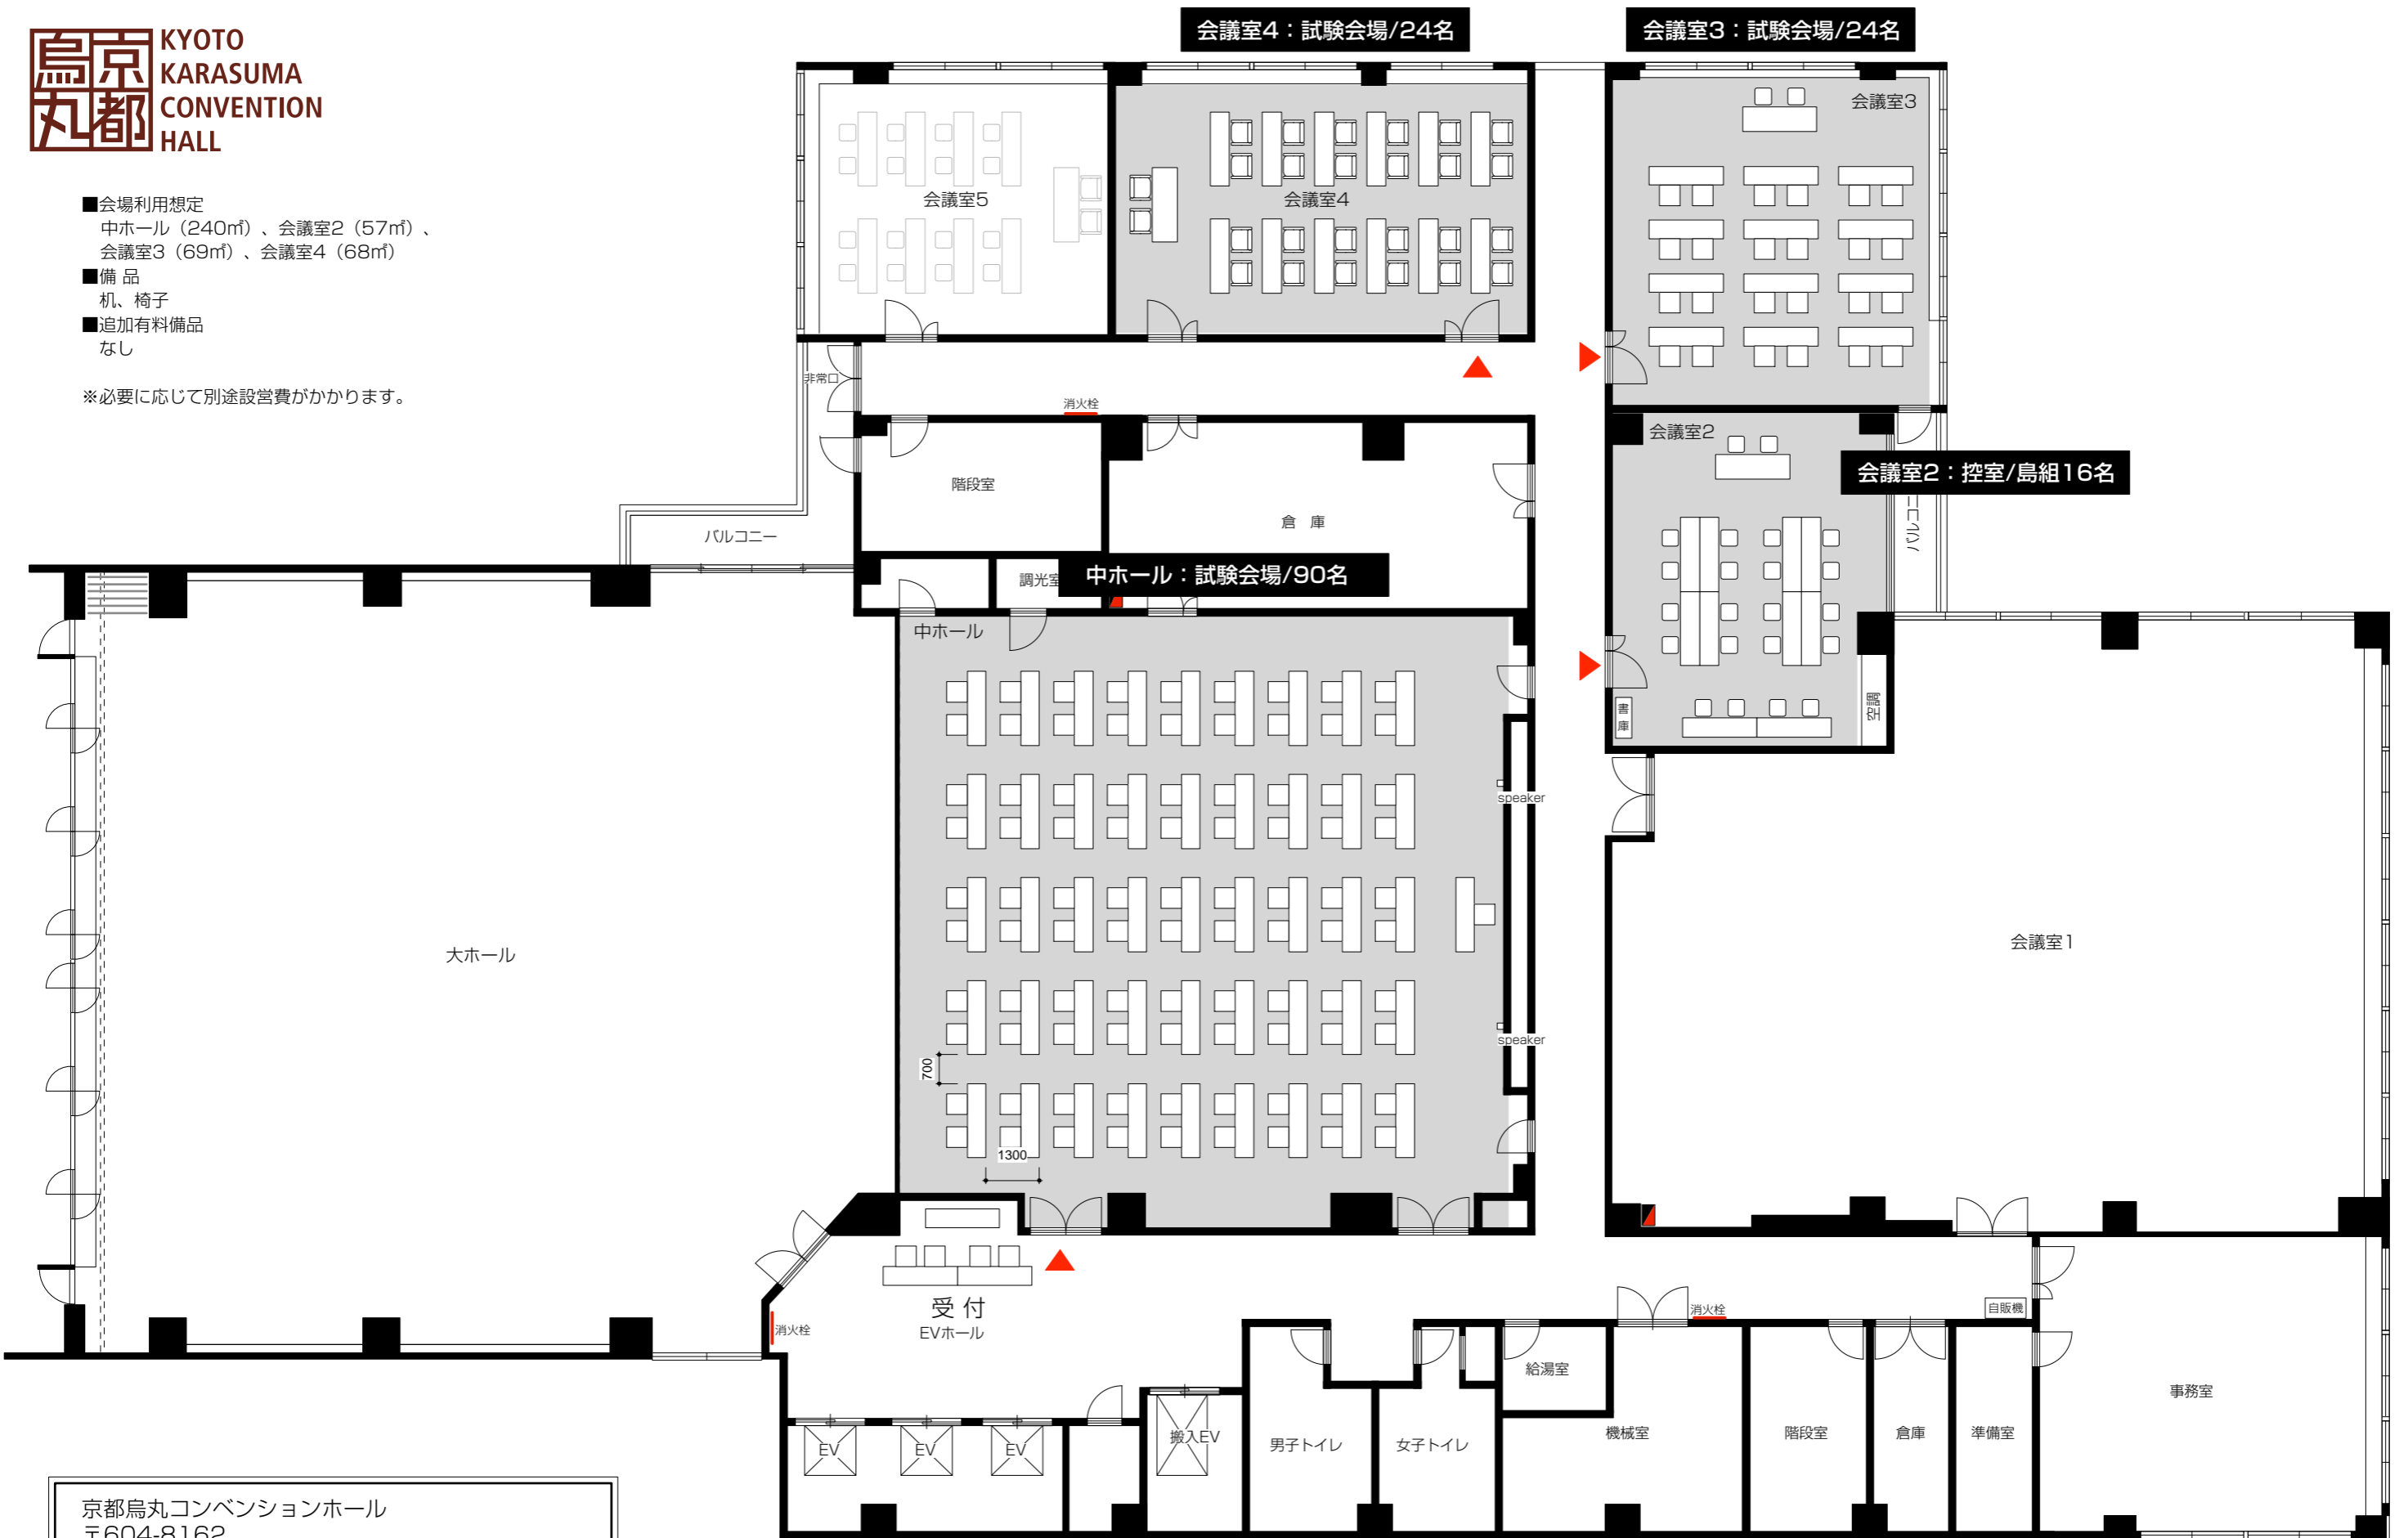 会議室4：試験会場/24名
会議室3：試験会場/24名
京都烏丸
KYOTO
KARASUMA
CONVENTION
HALL
■会場利用想定
中ホール（240㎡）、会議室2（57㎡）、
会議室3（69㎡）、会議室4（68㎡）
■備 品
机、椅子
■追加有料備品
なし
※必要に応じて別途設営費がかかります。
会議室5
会議室4
会議室3
非常口
消火栓
会議室2
会議室2：控室/島組16名
バルコニー
階段室
倉 庫
バルコニー
調光室
中ホール：試験会場/90名
中ホール
書庫
空調
speaker
大ホール
会議室1
speaker
700
1300
受 付
EVホール
消火栓
消火栓
自販機
給湯室
EV
EV
EV
搬入EV
男子トイレ
女子トイレ
機械室
階段室
倉庫
準備室
事務室
京都烏丸コンベンションホール
〒604-8162